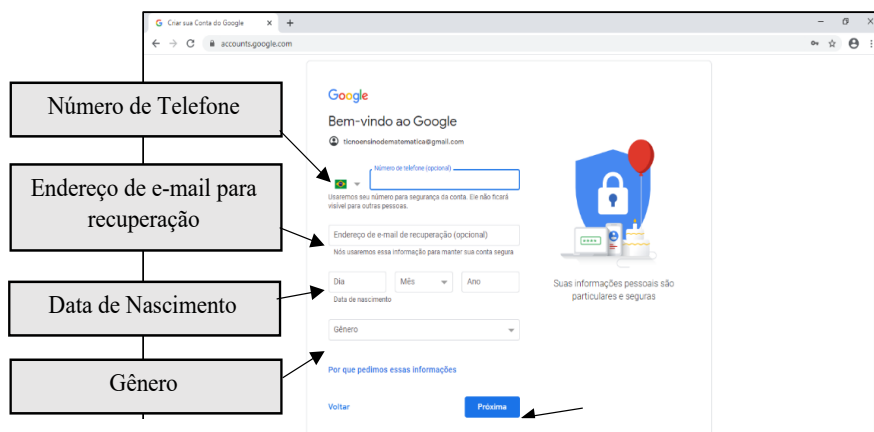 Criar sua Conta do Google
accounts.google.com
Número de Telefone
Endereço de e-mail para
recuperação
Data de Nascimento
Gênero
Google
Bem-vindo ao Google
ticnoensinodematematica@gmail.com
Número de telefone (opcional)
Usaremos seu número para segurança da conta. Ele não ficará
visível para outras pessoas.
Endereço de e-mail de recuperação (opcional)
Nós usaremos essa informação para manter sua conta segura
Dia Mês Ano
Data de nascimento
Gênero
Por que pedimos essas informações
Voltar Próxima
Suas informações pessoais são
particulares e seguras